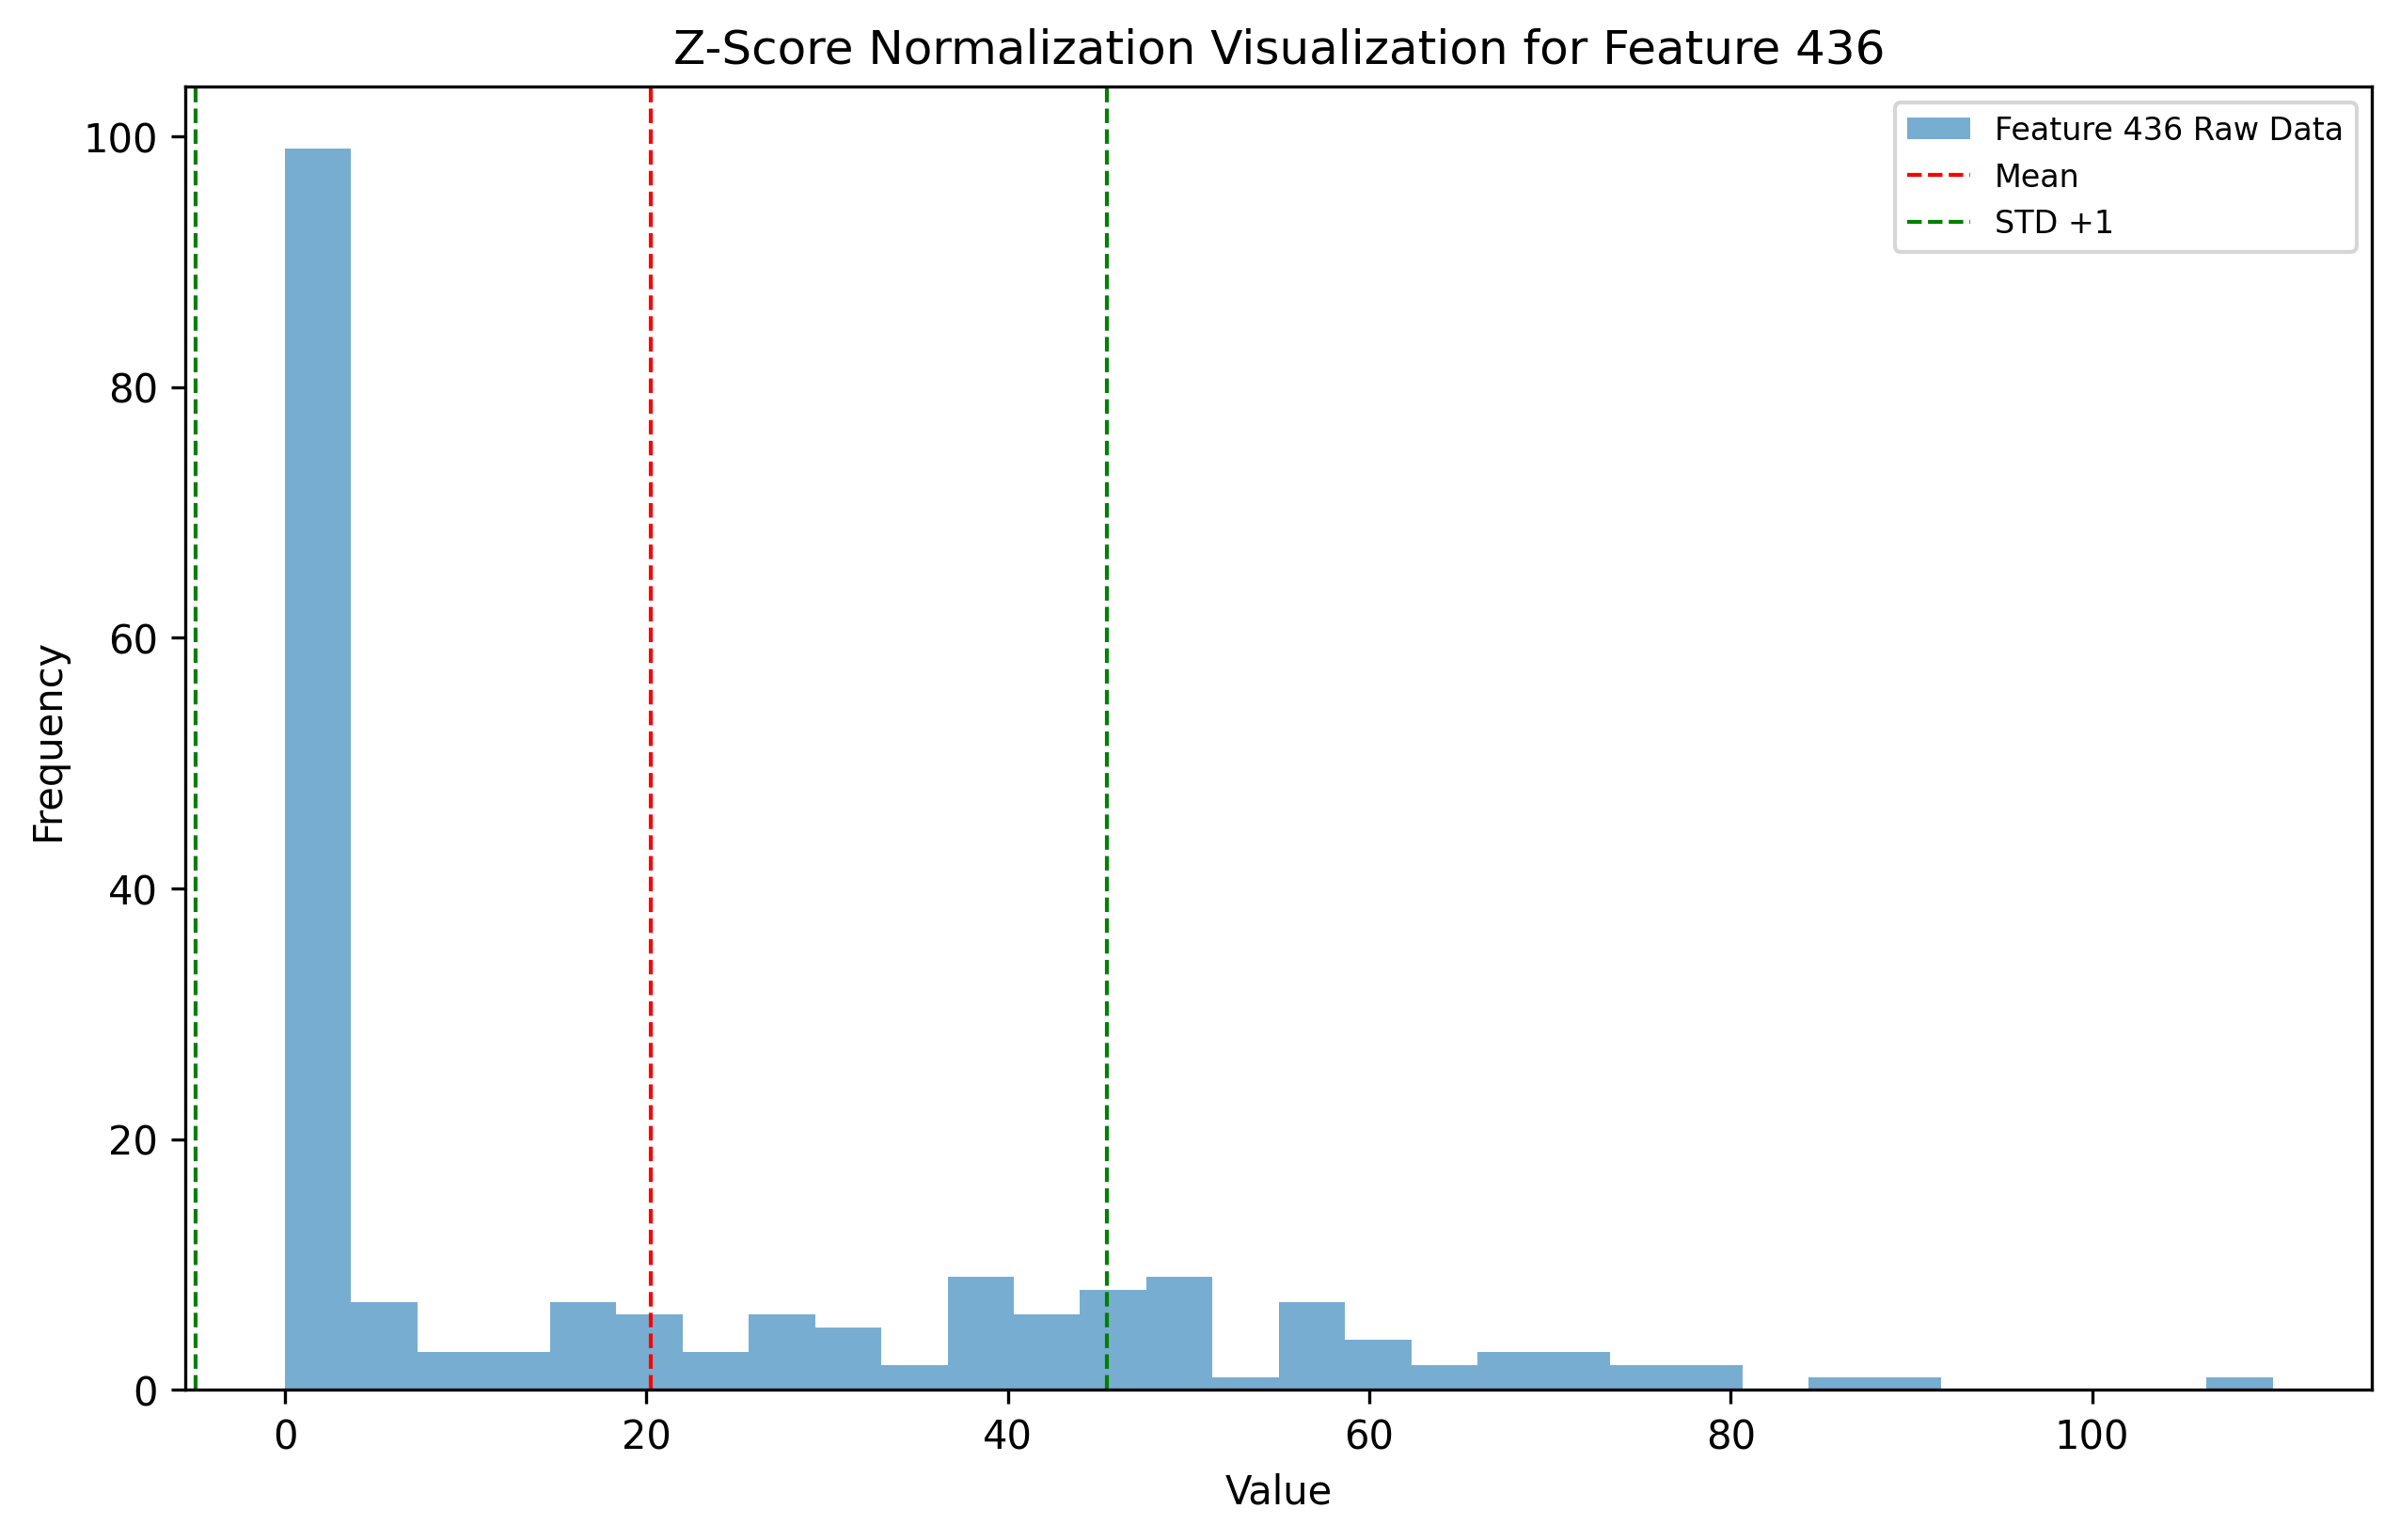 Z-Score Normalization Visualization for Feature 436
Feature 436 Raw Data
Mean
STD +1
100
80
60
40
20
0
Frequency
0 20 40 60 80 100
Value